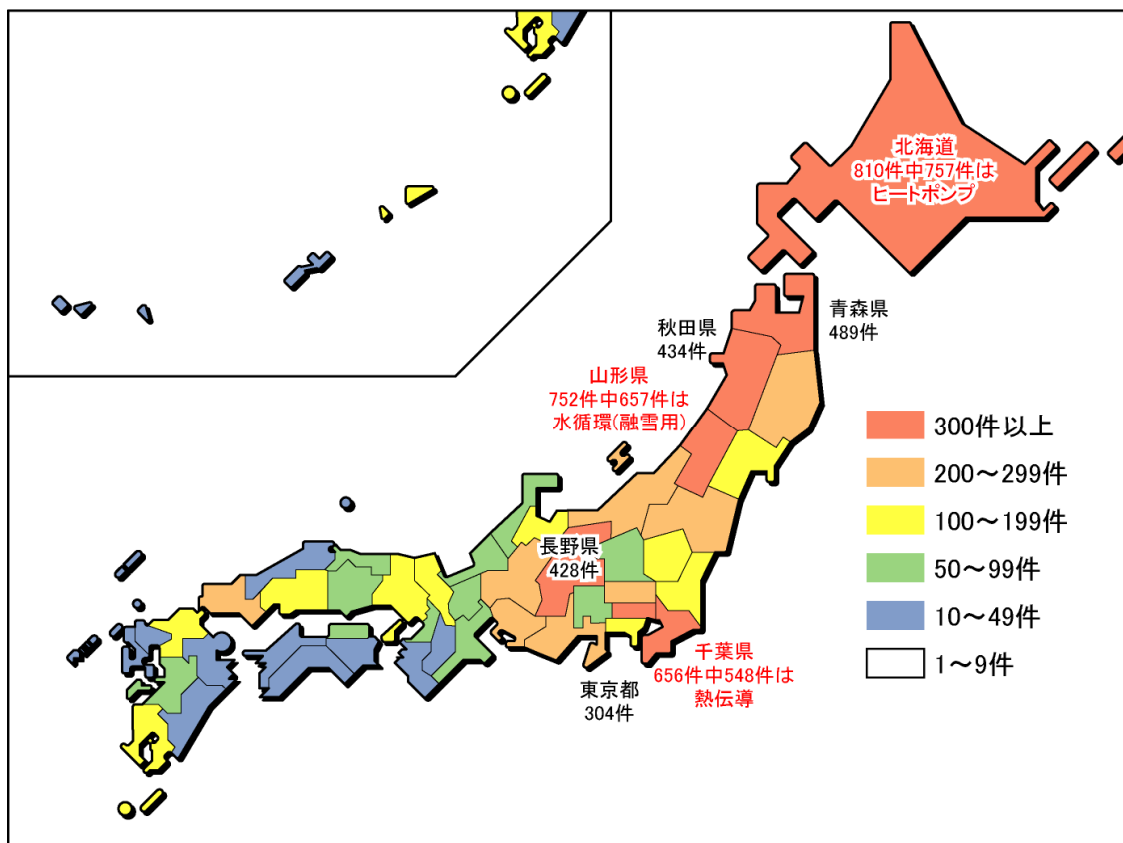 北海道
810件中757件は
ヒートポンプ
青森県
489件
秋田県
434件
山形県
752件中657件は
水循環(融雪用)
長野県
428件
千葉県
656件中548件は
熱伝導
東京都
304件
300件以上
200～299件
100～199件
50～99件
10～49件
1～9件